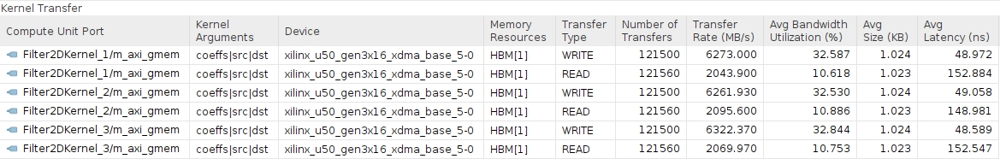 Kernel Transfer
Compute Unit Port Kernel Arguments Device Memory Resources Transfer Type Number of Transfers Transfer Rate (MB/s) Avg Bandwidth Utilization (%) Avg Size (KB) Avg Latency (ns)
Filter2DKernel_1/m_axi_gmem coeffs|src|dst xilinx_u50_gen3x16_xdma_base_5-0 HBM[1] WRITE 121500 6273.000 32.587 1.024 48.972
Filter2DKernel_1/m_axi_gmem coeffs|src|dst xilinx_u50_gen3x16_xdma_base_5-0 HBM[1] READ 121560 2043.900 10.618 1.023 152.884
Filter2DKernel_2/m_axi_gmem coeffs|src|dst xilinx_u50_gen3x16_xdma_base_5-0 HBM[1] WRITE 121500 6261.930 32.530 1.024 49.058
Filter2DKernel_2/m_axi_gmem coeffs|src|dst xilinx_u50_gen3x16_xdma_base_5-0 HBM[1] READ 121560 2095.600 10.886 1.023 148.981
Filter2DKernel_3/m_axi_gmem coeffs|src|dst xilinx_u50_gen3x16_xdma_base_5-0 HBM[1] WRITE 121500 6322.370 32.844 1.024 48.589
Filter2DKernel_3/m_axi_gmem coeffs|src|dst xilinx_u50_gen3x16_xdma_base_5-0 HBM[1] READ 121560 2069.970 10.753 1.023 152.547